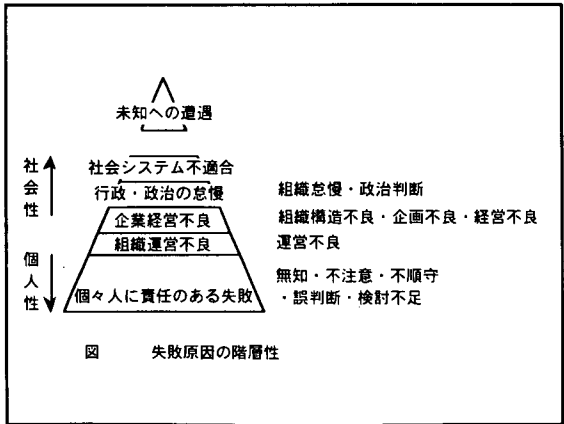 未知への遭遇
社会システム不適合
行政・政治の怠慢
企業経営不良
組織運営不良
個々人に責任のある失敗
社会性
個人性
組織怠慢・政治判断
組織構造不良・企画不良・経営不良
運営不良
無知・不注意・不順守
・誤判断・検討不足
図 失敗原因の階層性